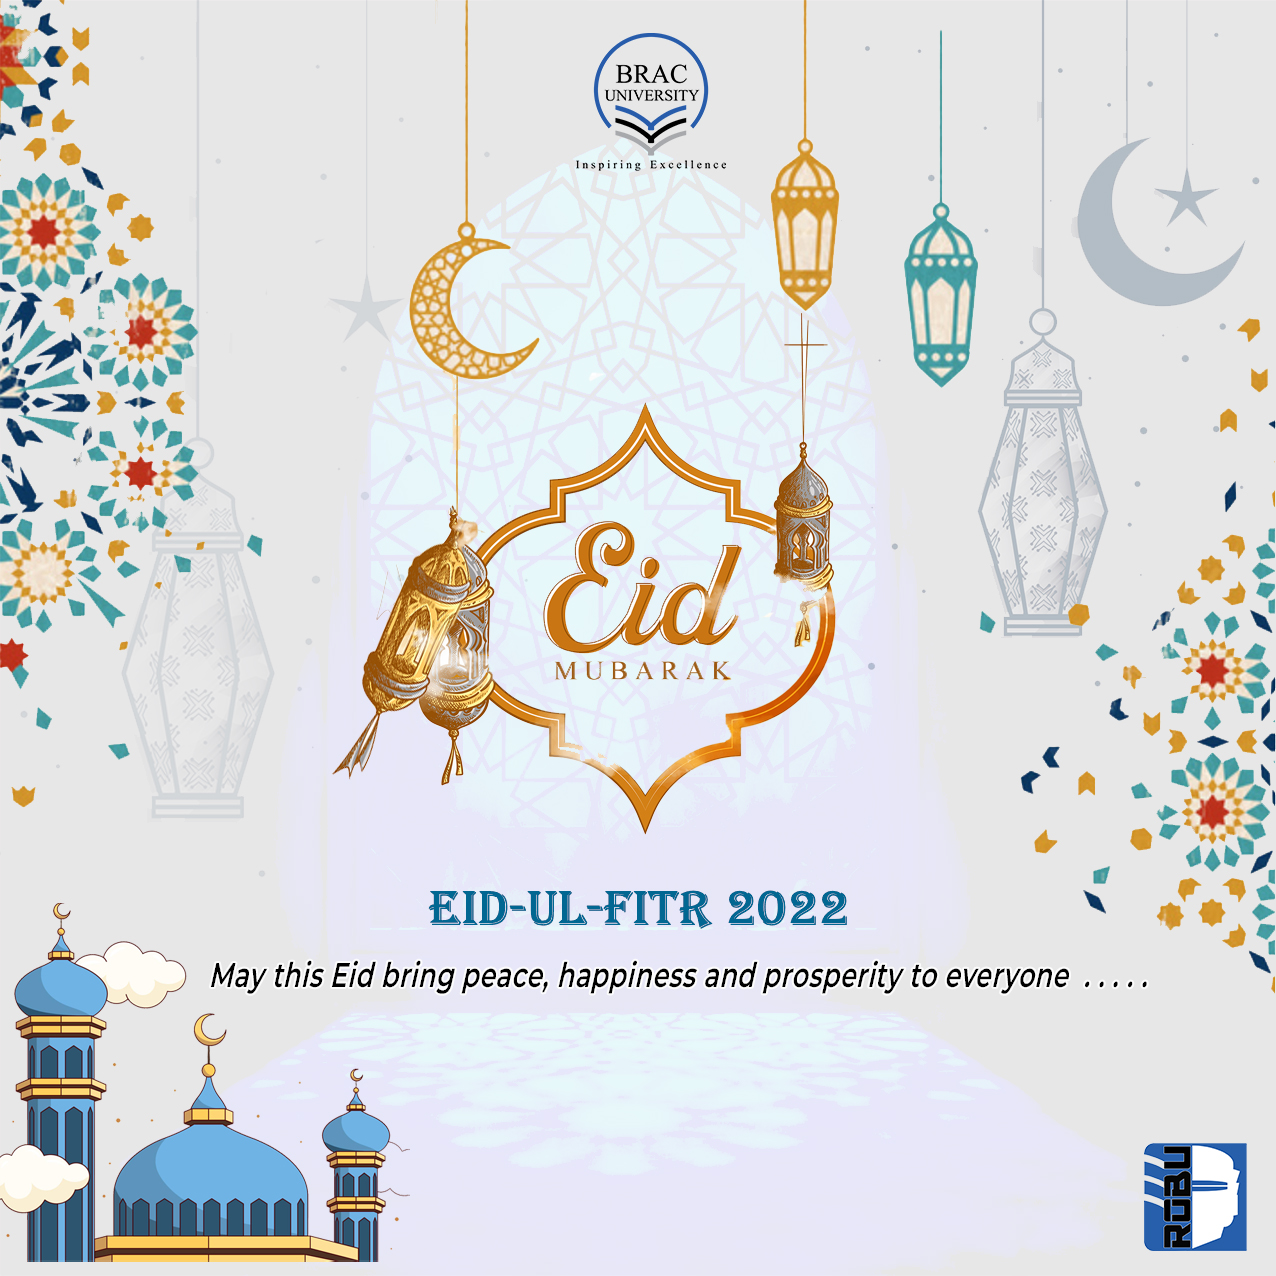 BRAC
UNIVERSITY
Inspiring Excellence
Eid
MUBARAK
EID-UL-FITR 2022
May this Eid bring peace, happiness and prosperity to everyone . . . . .
ROBU